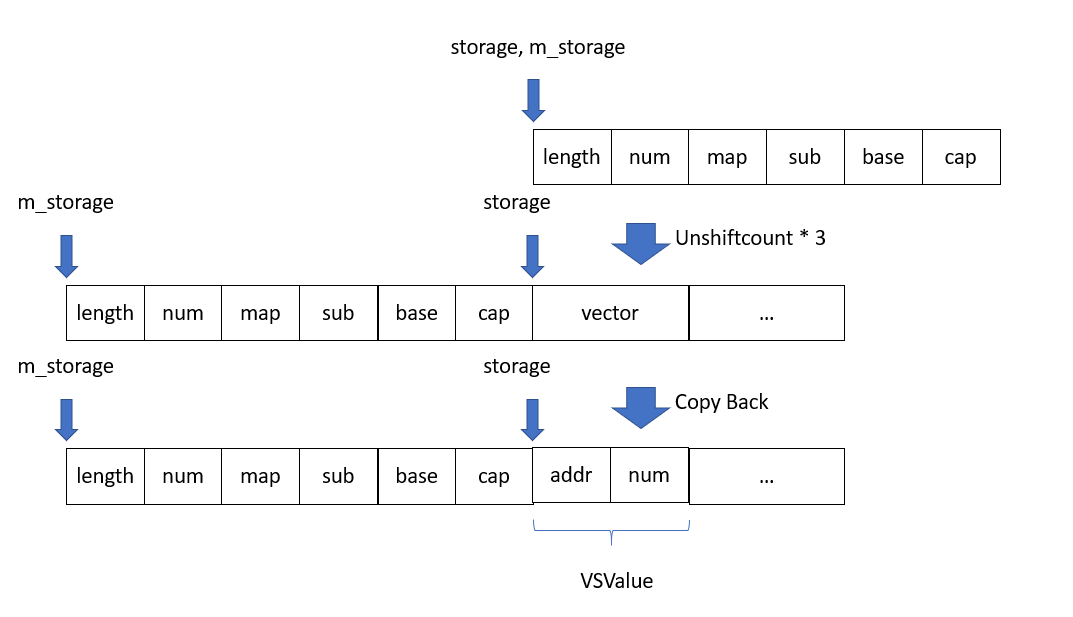 storage, m_storage
length num map sub base cap
m_storage storage
Unshiftcount * 3
length num map sub base cap vector ...
m_storage storage
Copy Back
length num map sub base cap addr num ...
VSValue